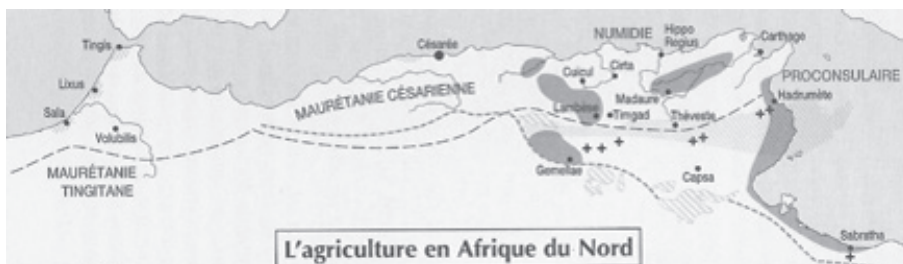 Tingis
Lixus
Sala
Volubilis
MAURÉTANIE
TINGITANE
Césarée
MAURÉTANIE CÉSARIENNE
NUMIDIE
Hippo
Regius
Carthage
Cuicul
Cirta
PROCONSULAIRE
Hadrumète
Madaure
Lambèse
Timgad
Théveste
Gemellae
Capsa
Sabratha
L'agriculture en Afrique du Nord